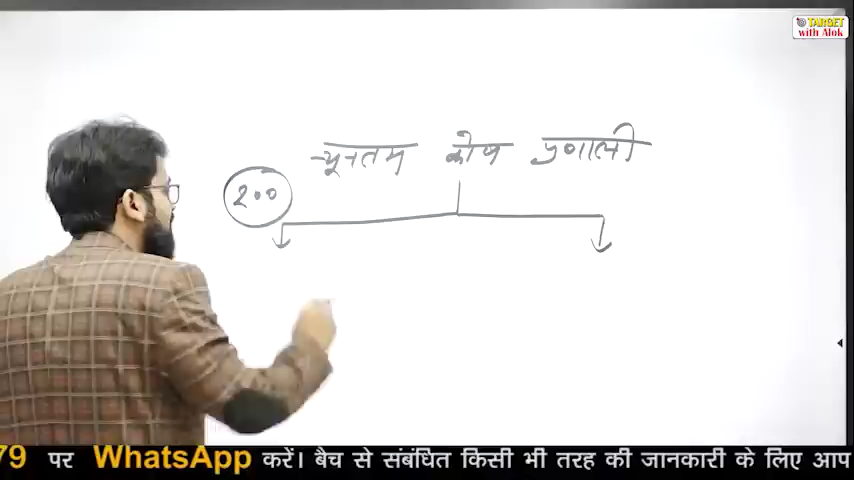 TARGET
with Alok
न्यूनतम कोष प्रणाली
200
79 पर WhatsApp करें। बैच से संबंधित किसी भी तरह की जानकारी के लिए आप